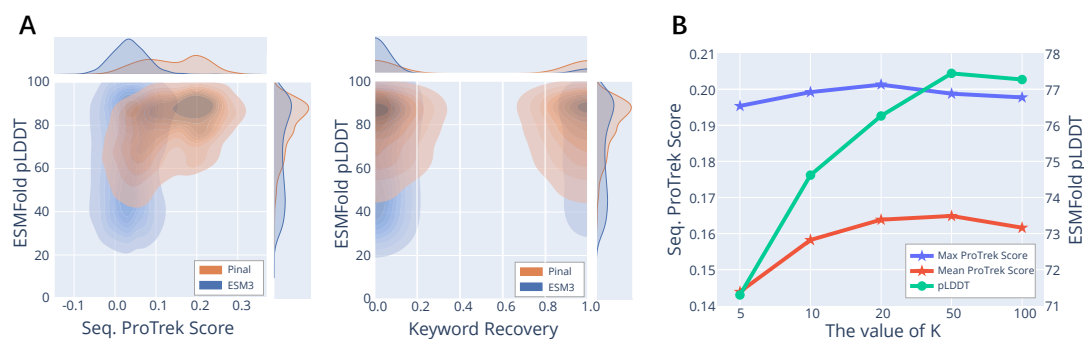 A
ESMFold pLDDT
100
80
60
40
20
0
-0.1
0.0
0.1
0.2
0.3
Seq. ProTrek Score
Pinal
ESM3
ESMFold pLDDT
100
80
60
40
20
0
0.0
0.2
0.4
0.6
0.8
1.0
Keyword Recovery
Pinal
ESM3
B
Seq. ProTrek Score
0.21
0.20
0.19
0.18
0.17
0.16
0.15
0.14
5
10
20
50
100
The value of K
78
77
76
75
74
73
72
71
ESMFold pLDDT
Max ProTrek Score
Mean ProTrek Score
pLDDT